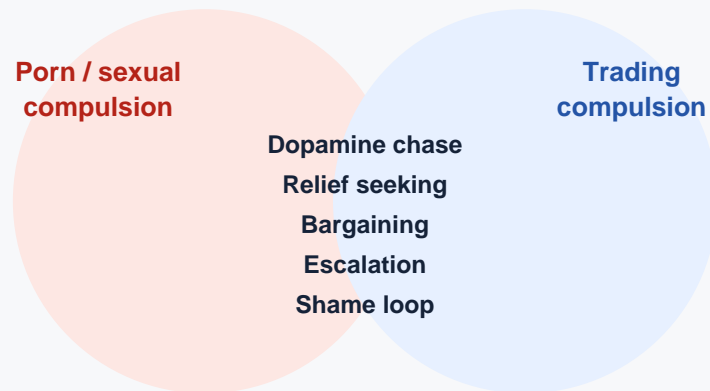 Porn / sexual
compulsion
Trading
compulsion
Dopamine chase
Relief seeking
Bargaining
Escalation
Shame loop